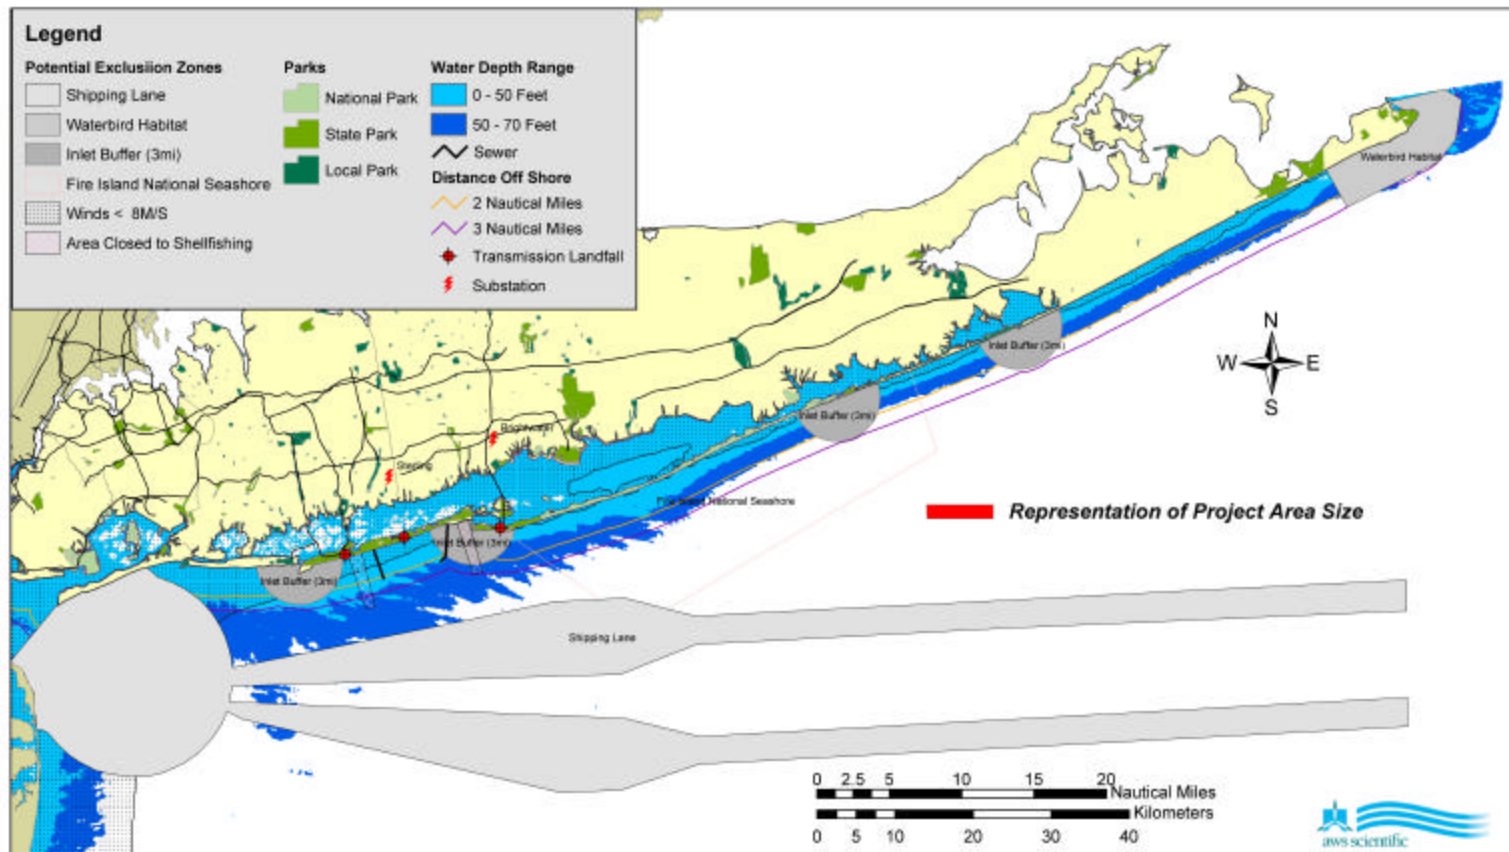 Legend
Potential Exclusiion Zones
Shipping Lane
Waterbird Habitat
Inlet Buffer (3mi)
Fire Island National Seashore
Winds < 8M/S
Area Closed to Shellfishing
Parks
National Park
State Park
Local Park
Water Depth Range
0 - 50 Feet
50 - 70 Feet
Sewer
Distance Off Shore
2 Nautical Miles
3 Nautical Miles
Transmission Landfall
Substation
Waterbird Habitat
Inlet Buffer (3mi)
N
W E
S
Inlet Buffer (3mi)
Brightwater
Sterling
Fire Island National Seashore
Representation of Project Area Size
Inlet Buffer (3mi)
Inlet Buffer (3mi)
Shipping Lane
0 2.5 5 10 15 20
Nautical Miles
Kilometers
0 5 10 20 30 40
aws scientific